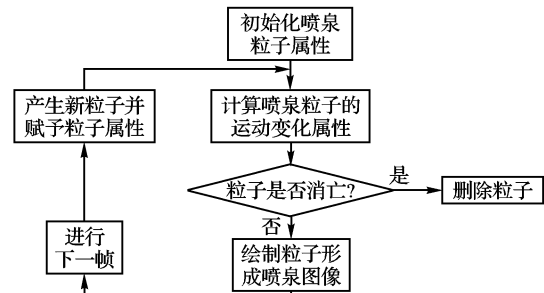 初始化喷泉
粒子属性
产生新粒子并
赋予粒子属性
计算喷泉粒子的
运动变化属性
粒子是否消亡?
是
删除粒子
否
进行
下一帧
绘制粒子形
成喷泉图像